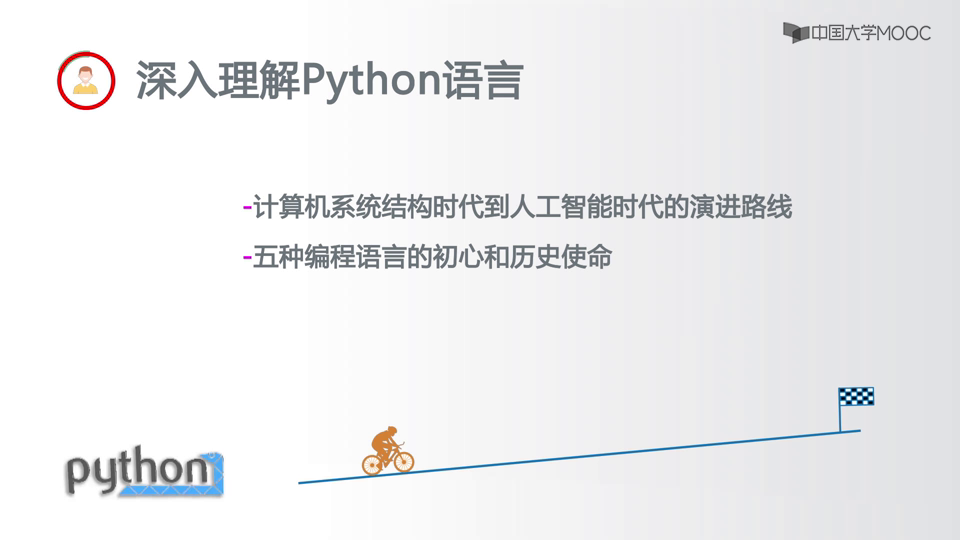 中国大学MOOC
深入理解Python语言
-计算机系统结构时代到人工智能时代的演进路线
-五种编程语言的初心和历史使命
python